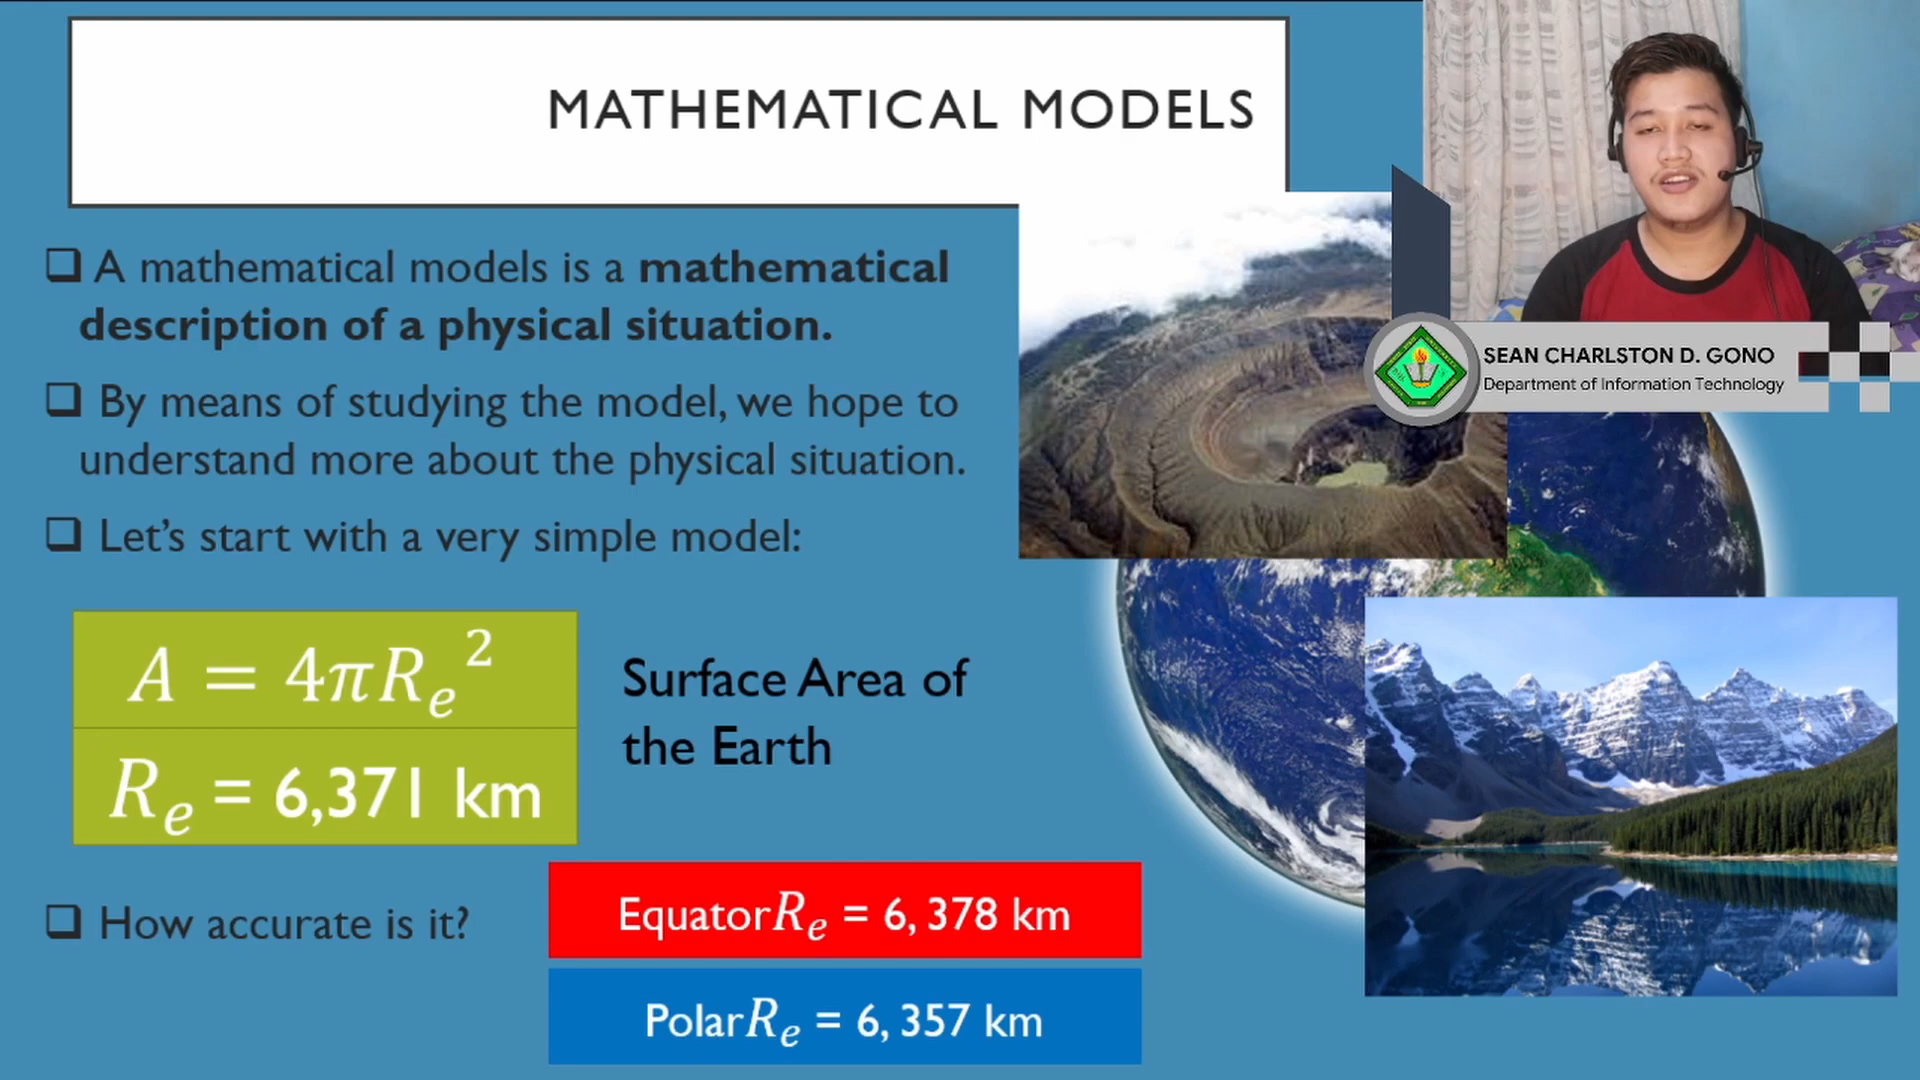 MATHEMATICAL MODELS
❑ A mathematical models is a mathematical
description of a physical situation.
❑ By means of studying the model, we hope to
understand more about the physical situation.
❑ Let's start with a very simple model:
A = 4πRₑ²
Rₑ = 6,371 km
Surface Area of
the Earth
❑ How accurate is it?
EquatorRₑ = 6, 378 km
PolarRₑ = 6, 357 km
SEAN CHARLSTON D. GONO
Department of Information Technology